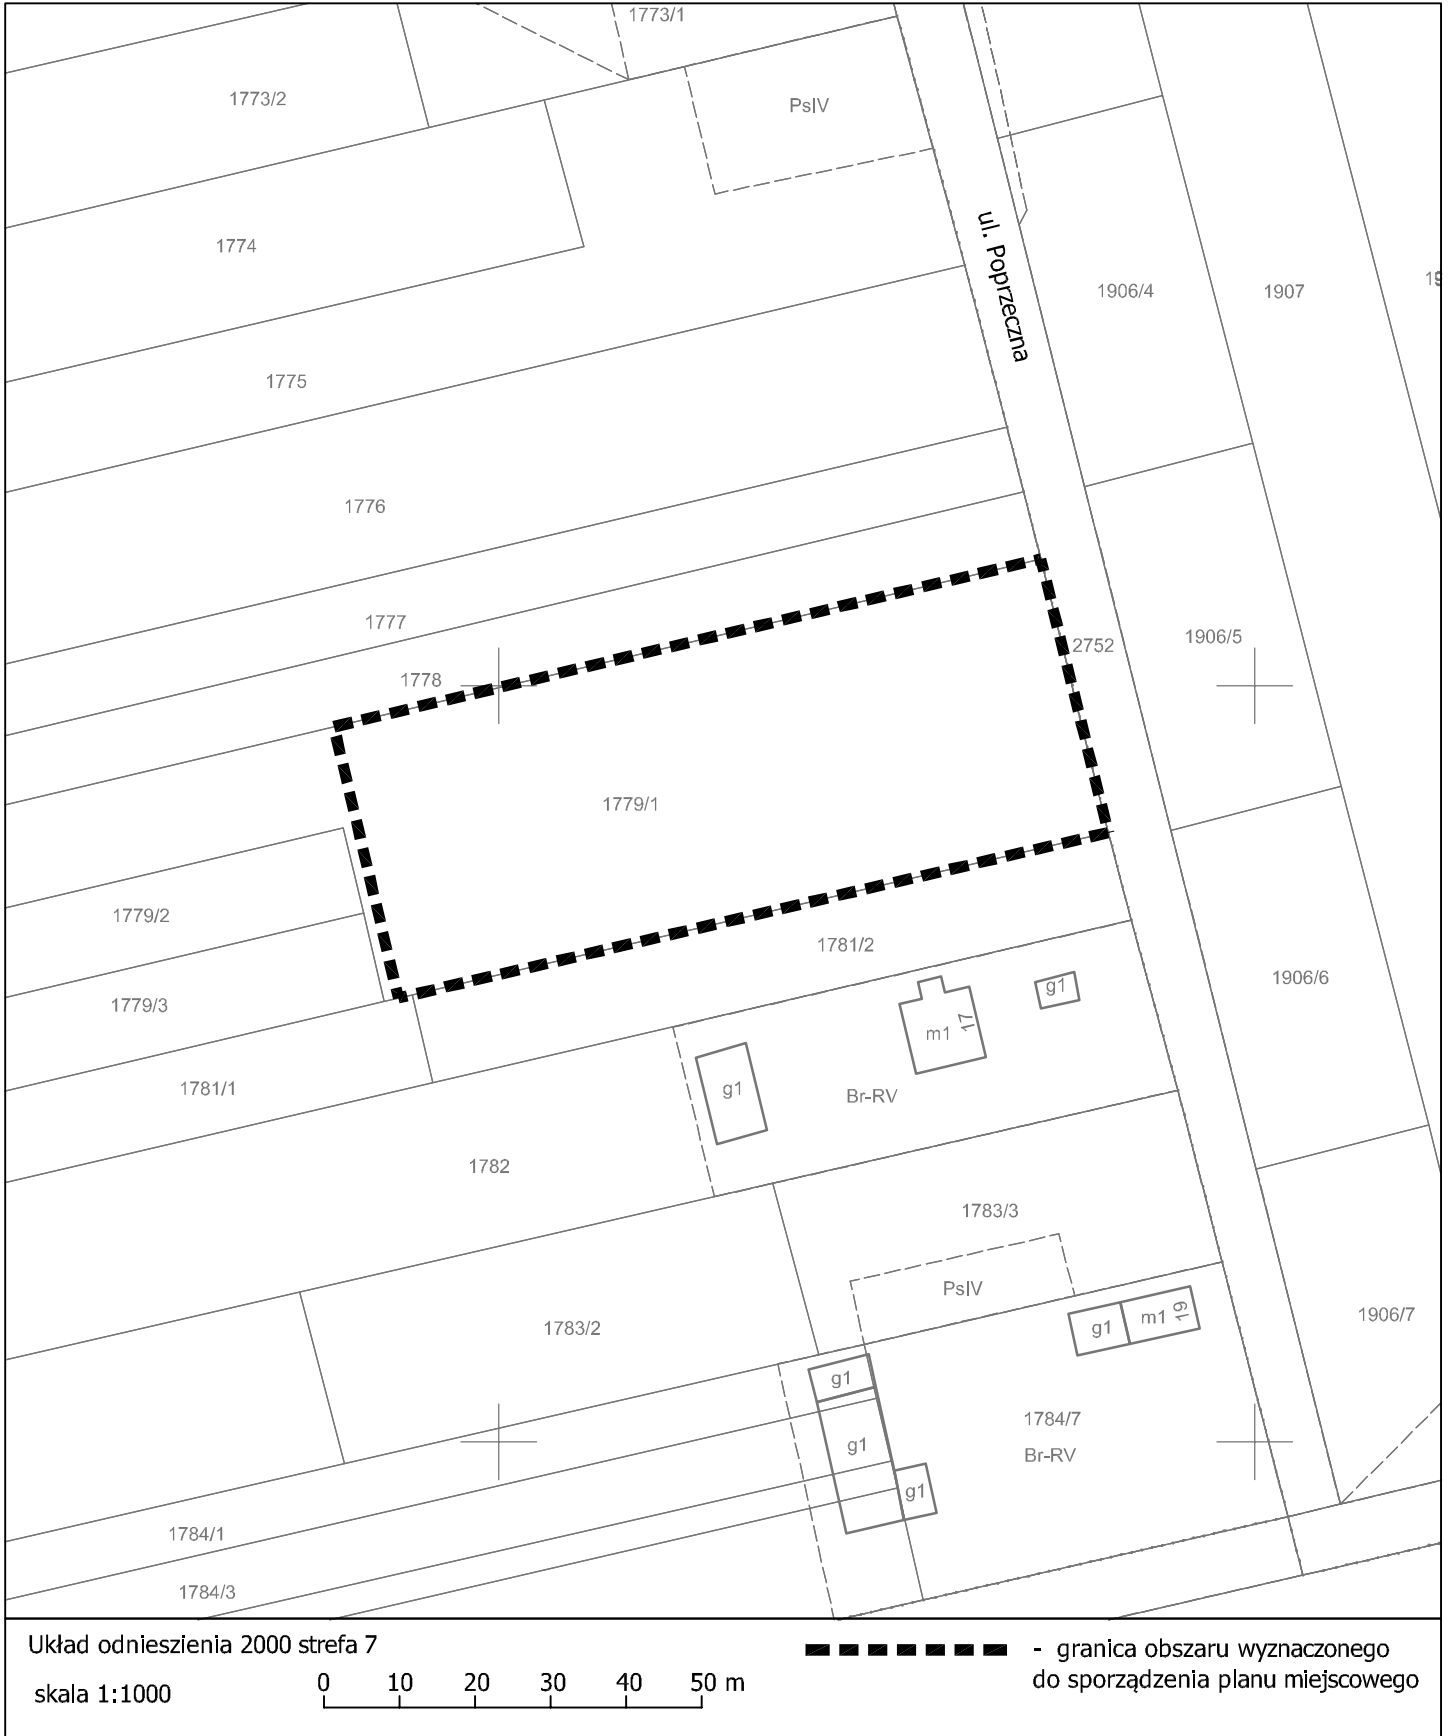 1773/1
1773/2
PsIV
1774
ul. Poprzeczna
1906/4
1907
1775
1776
1777
1778
2752
1906/5
1779/1
1779/2
1781/2
1906/6
1779/3
g1
m1
17
1781/1
g1
Br-RV
1782
1783/3
PsIV
1783/2
g1
m1
19
1906/7
g1
1784/7
g1
Br-RV
g1
1784/1
1784/3
Układ odniesienia 2000 strefa 7
skala 1:1000
0 10 20 30 40 50 m
- granica obszaru wyznaczonego
do sporządzenia planu miejscowego